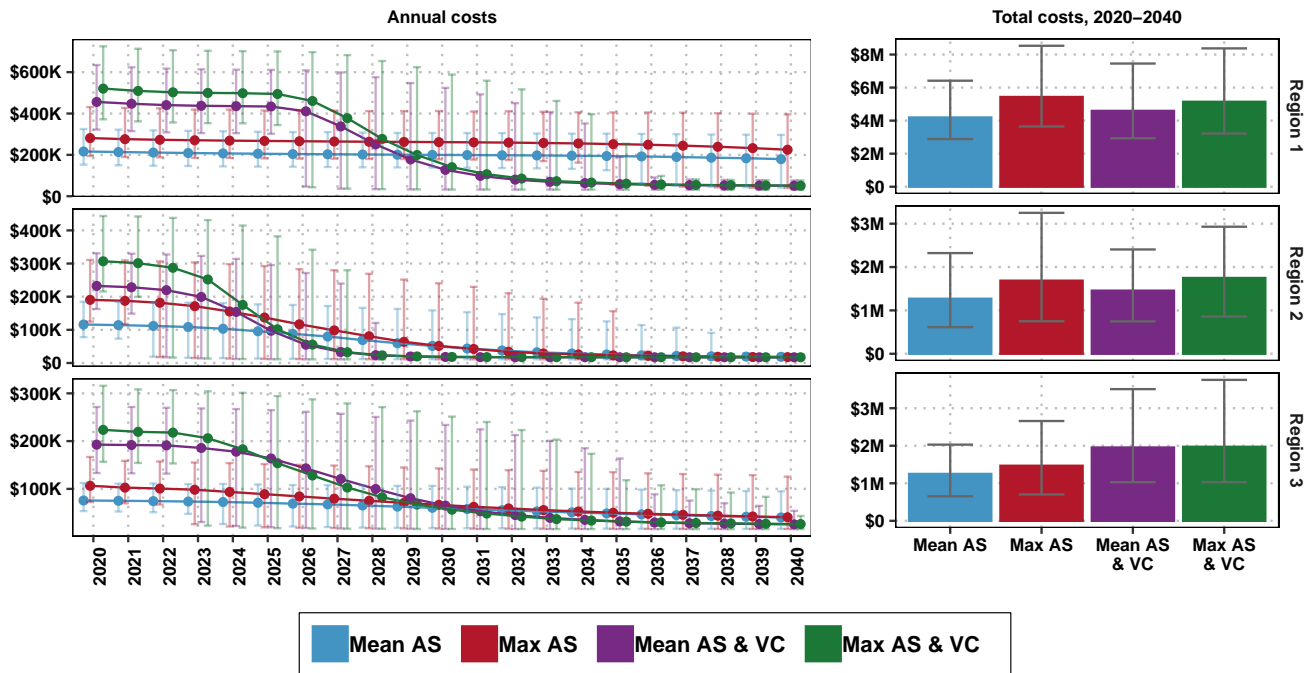 Annual costs
Total costs, 2020–2040
$600K
$400K
$200K
$0
$8M
$6M
$4M
$2M
$0
Region 1
$400K
$300K
$200K
$100K
$0
$3M
$2M
$1M
$0
Region 2
$300K
$200K
$100K
$3M
$2M
$1M
$0
Region 3
2020
2021
2022
2023
2024
2025
2026
2027
2028
2029
2030
2031
2032
2033
2034
2035
2036
2037
2038
2039
2040
Mean AS
Max AS
Mean AS
& VC
Max AS
& VC
Mean AS
Max AS
Mean AS & VC
Max AS & VC